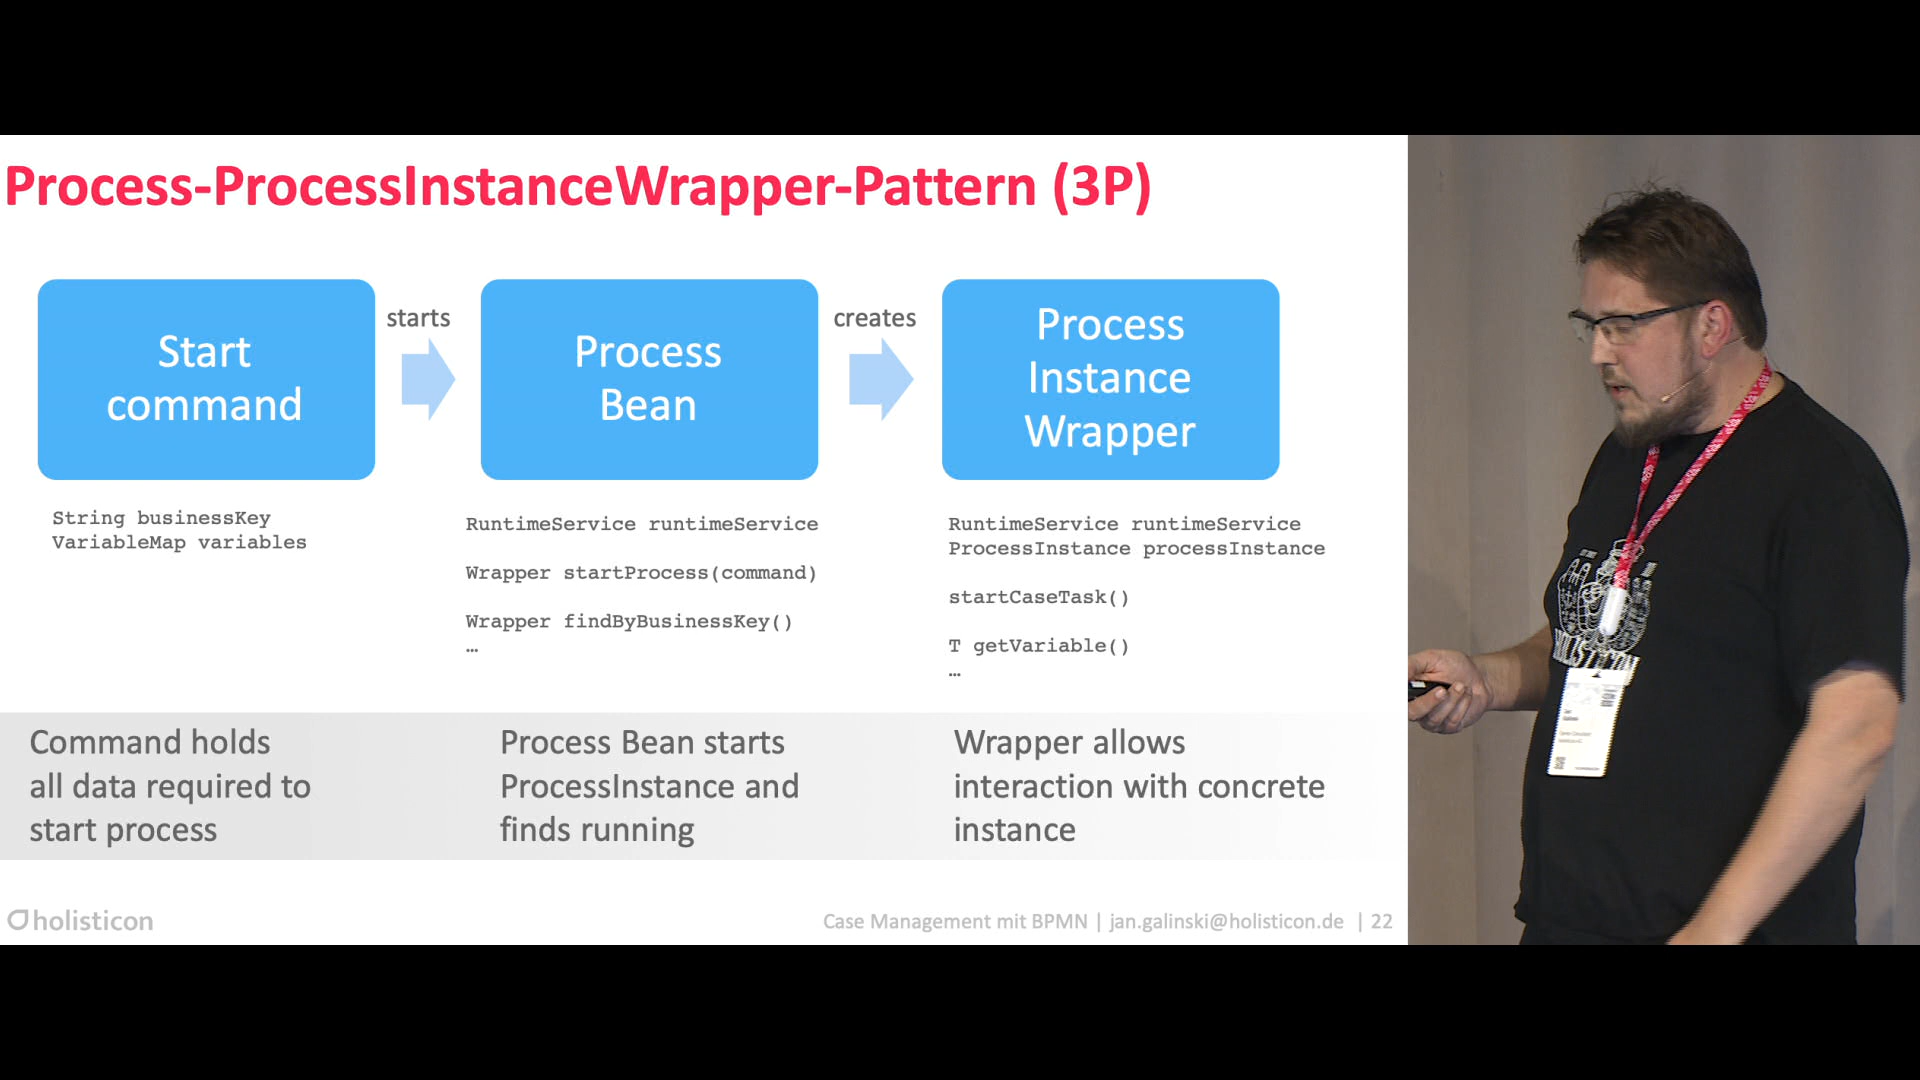 Process-ProcessInstanceWrapper-Pattern (3P)
Start
command
starts
Process
Bean
creates
Process
Instance
Wrapper
String businessKey
VariableMap variables
RuntimeService runtimeService
Wrapper startProcess(command)
Wrapper findByBusinessKey()
…
RuntimeService runtimeService
ProcessInstance processInstance
startCaseTask()
T getVariable()
…
Command holds
all data required to
start process
Process Bean starts
ProcessInstance and
finds running
Wrapper allows
interaction with concrete
instance
holisticon
Case Management mit BPMN | jan.galinski@holisticon.de | 22
HOLISTICON